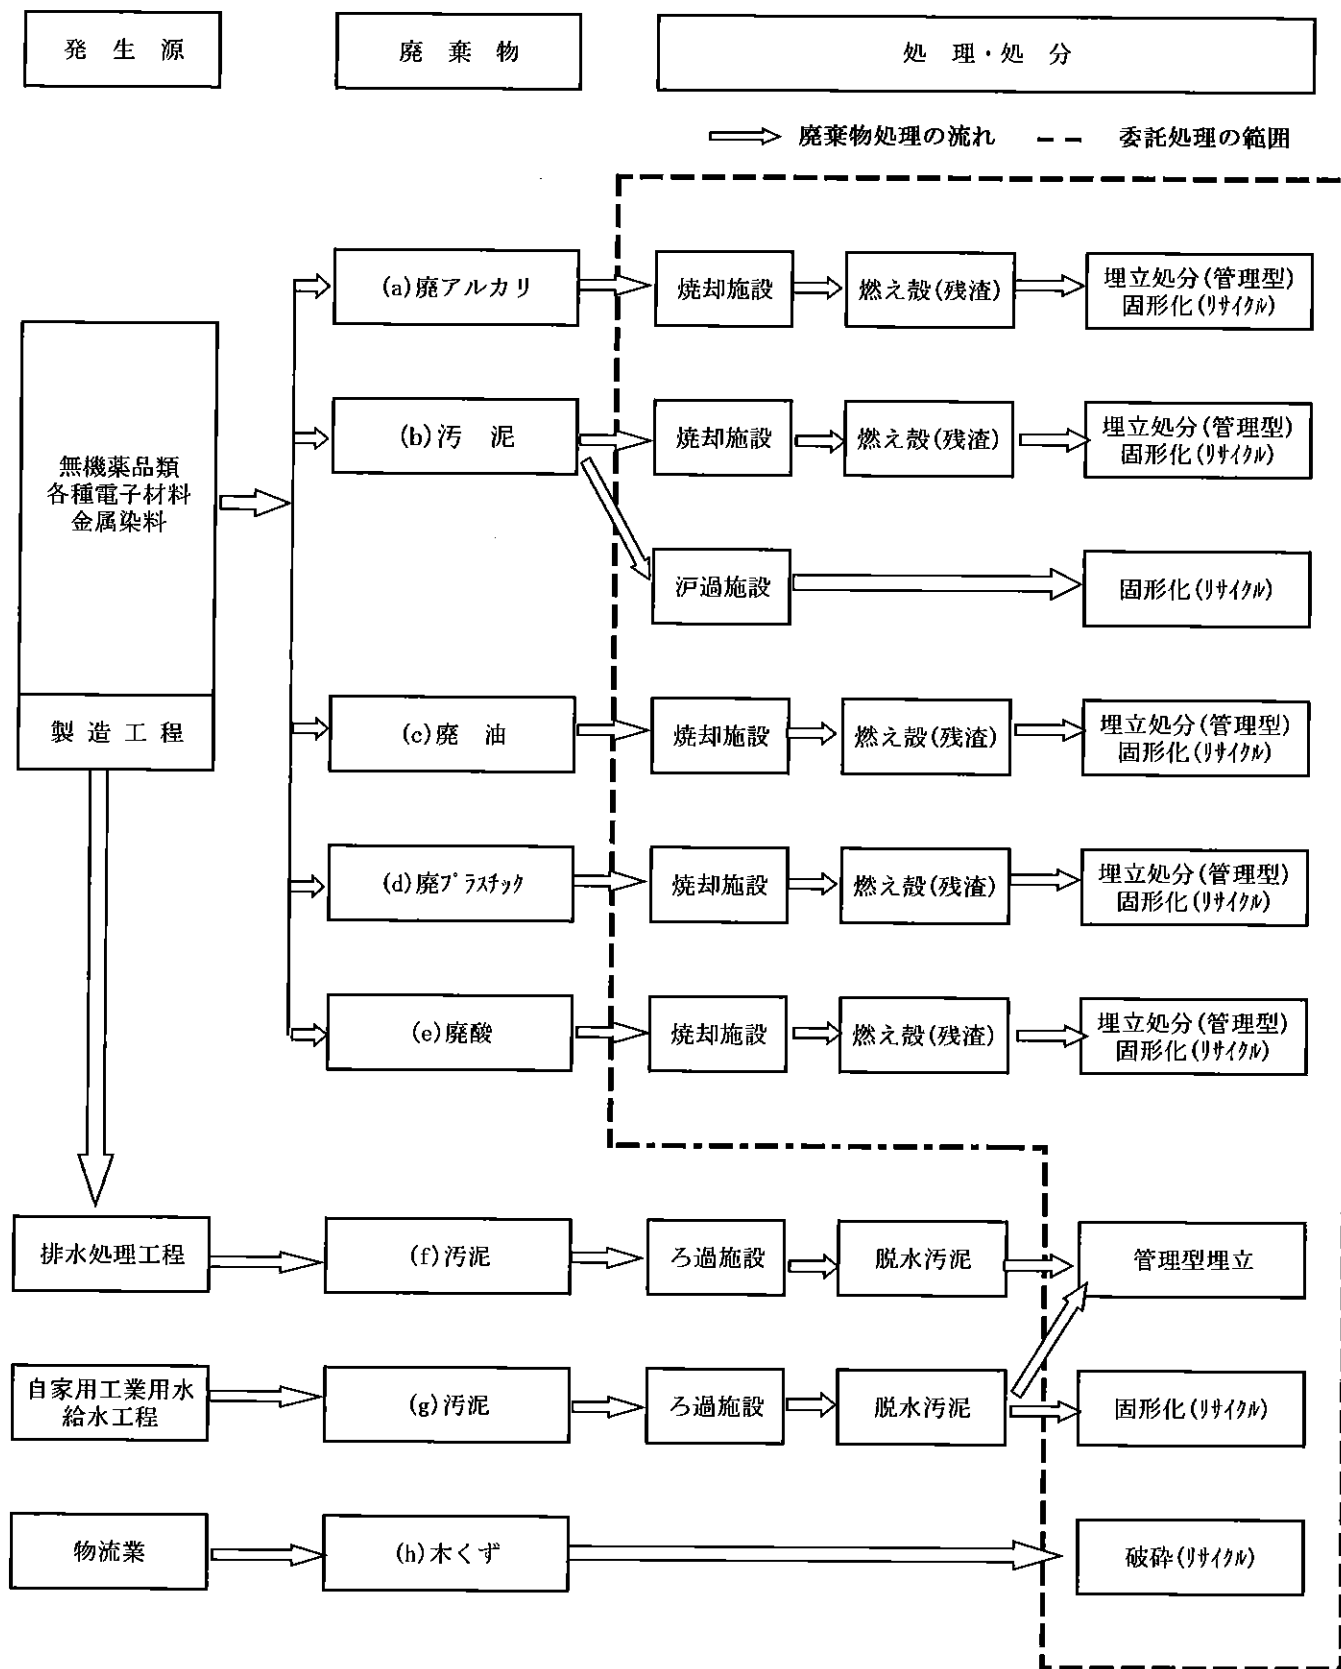 発 生 源
廃 棄 物
処 理・処 分
廃棄物処理の流れ
委託処理の範囲
無機薬品類
各種電子材料
金属染料
製 造 工 程
(a)廃アルカリ
焼却施設
燃え殻(残渣)
埋立処分(管理型)
固形化(ﾘｻｲｸﾙ)
(b)汚 泥
焼却施設
燃え殻(残渣)
埋立処分(管理型)
固形化(ﾘｻｲｸﾙ)
沪過施設
固形化(ﾘｻｲｸﾙ)
(c)廃 油
焼却施設
燃え殻(残渣)
埋立処分(管理型)
固形化(ﾘｻｲｸﾙ)
(d)廃ﾌﾟﾗｽﾁｯｸ
焼却施設
燃え殻(残渣)
埋立処分(管理型)
固形化(ﾘｻｲｸﾙ)
(e)廃酸
焼却施設
燃え殻(残渣)
埋立処分(管理型)
固形化(ﾘｻｲｸﾙ)
排水処理工程
(f)汚泥
ろ過施設
脱水汚泥
管理型埋立
自家用工業用水
給水工程
(g)汚泥
ろ過施設
脱水汚泥
固形化(ﾘｻｲｸﾙ)
物流業
(h)木くず
破砕(ﾘｻｲｸﾙ)